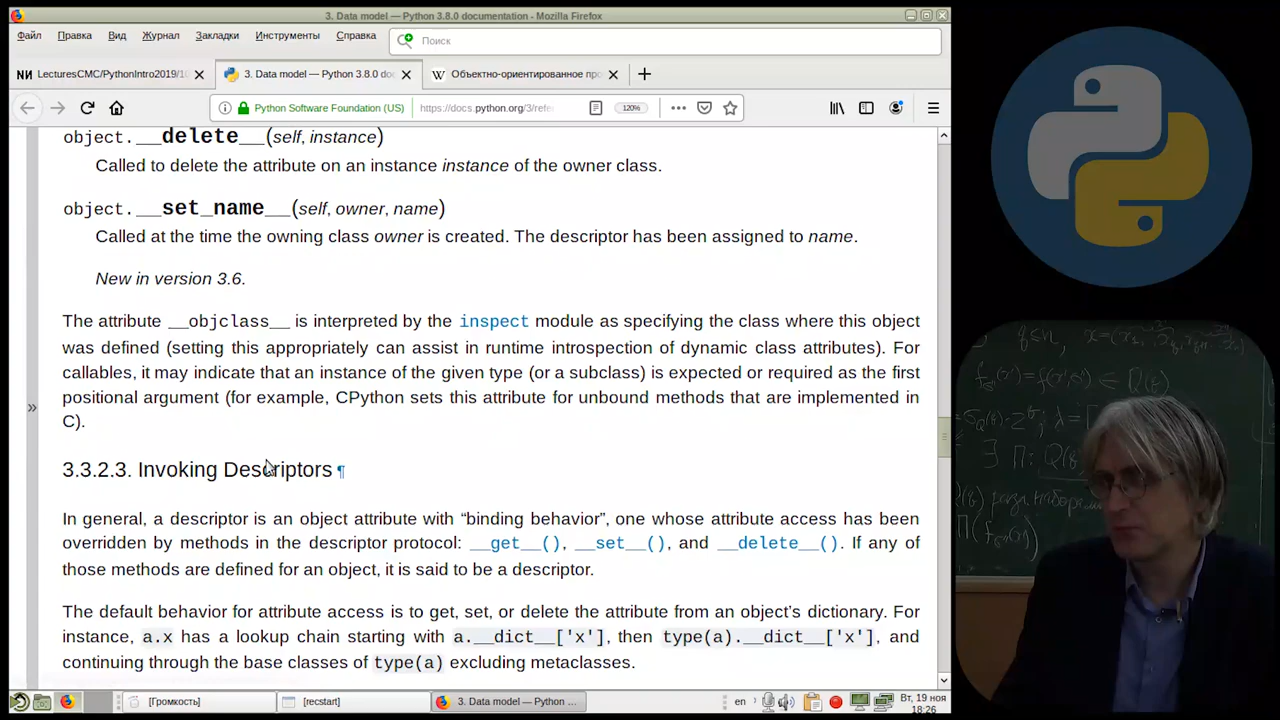 3. Data model — Python 3.8.0 documentation - Mozilla Firefox
Файл Правка Вид Журнал Закладки Инструменты Справка Поиск
LecturesCMC/PythonIntro2019/1 3. Data model — Python 3.8.0 doc W Объектно-ориентированное пр
Python Software Foundation (US) https://docs.python.org/3/refe 120%
object.__delete__(self, instance)
Called to delete the attribute on an instance instance of the owner class.
object.__set_name__(self, owner, name)
Called at the time the owning class owner is created. The descriptor has been assigned to name.
New in version 3.6.
The attribute __objclass__ is interpreted by the inspect module as specifying the class where this object
was defined (setting this appropriately can assist in runtime introspection of dynamic class attributes). For
callables, it may indicate that an instance of the given type (or a subclass) is expected or required as the first
positional argument (for example, CPython sets this attribute for unbound methods that are implemented in
C).
3.3.2.3. Invoking Descriptors ¶
In general, a descriptor is an object attribute with “binding behavior”, one whose attribute access has been
overridden by methods in the descriptor protocol: __get__(), __set__(), and __delete__(). If any of
those methods are defined for an object, it is said to be a descriptor.
The default behavior for attribute access is to get, set, or delete the attribute from an object’s dictionary. For
instance, a.x has a lookup chain starting with a.__dict__['x'], then type(a).__dict__['x'], and
continuing through the base classes of type(a) excluding metaclasses.
[Громкость] [recstart] 3. Data model — Python ... en Вт, 19 ноя
18:26